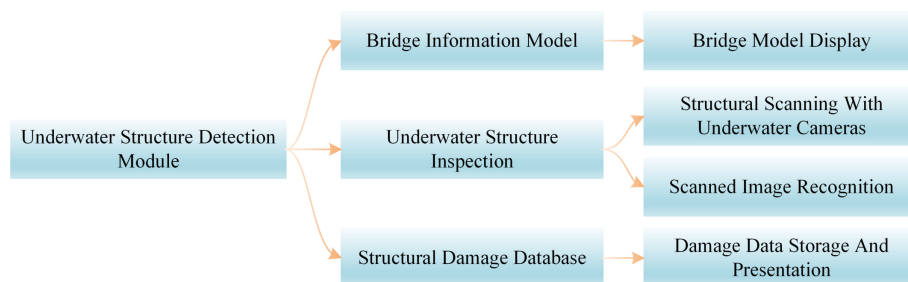 Underwater Structure Detection
Module
Bridge Information Model
Underwater Structure
Inspection
Structural Damage Database
Bridge Model Display
Structural Scanning With
Underwater Cameras
Scanned Image Recognition
Damage Data Storage And
Presentation